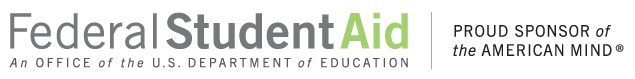 Federal Student Aid
An OFFICE of the U.S. DEPARTMENT of EDUCATION
PROUD SPONSOR of
the AMERICAN MIND®